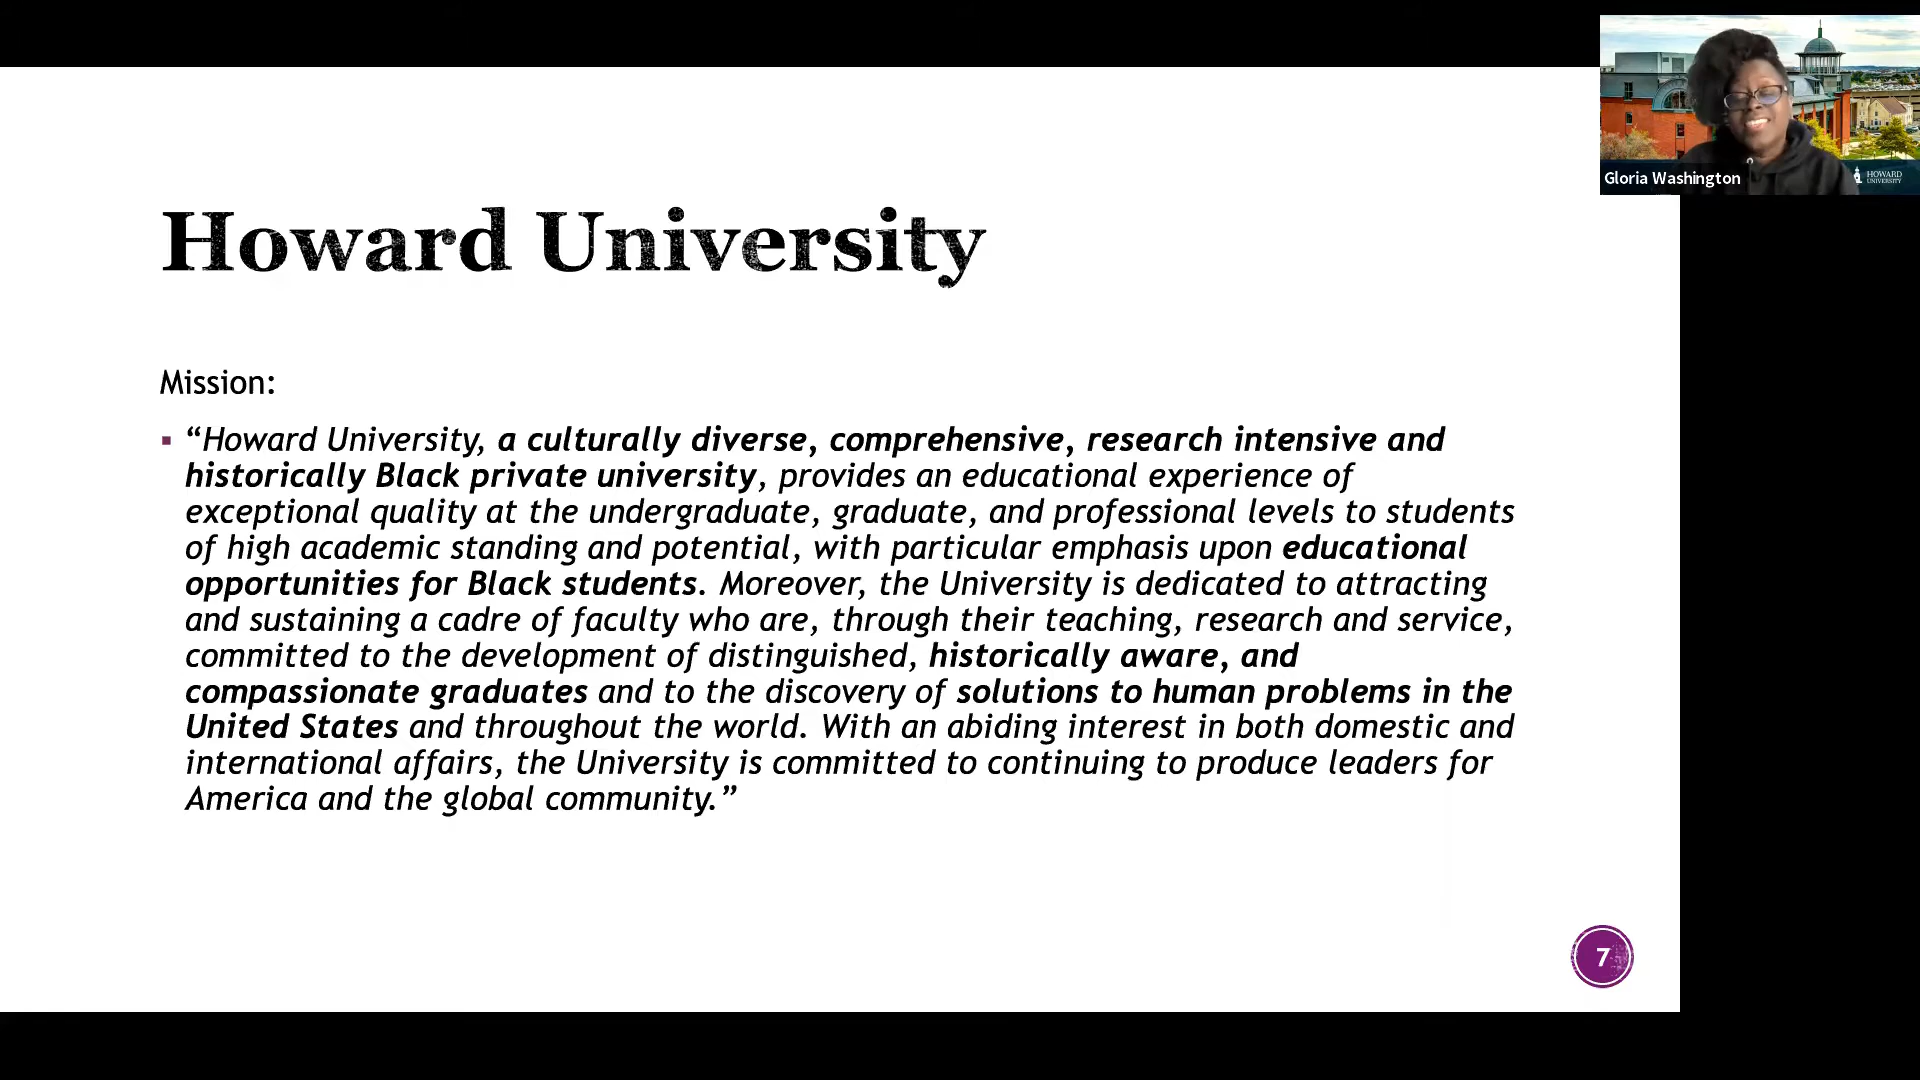 Howard University
Mission:
▪ “Howard University, a culturally diverse, comprehensive, research intensive and
historically Black private university, provides an educational experience of
exceptional quality at the undergraduate, graduate, and professional levels to students
of high academic standing and potential, with particular emphasis upon educational
opportunities for Black students. Moreover, the University is dedicated to attracting
and sustaining a cadre of faculty who are, through their teaching, research and service,
committed to the development of distinguished, historically aware, and
compassionate graduates and to the discovery of solutions to human problems in the
United States and throughout the world. With an abiding interest in both domestic and
international affairs, the University is committed to continuing to produce leaders for
America and the global community.”
7
Gloria Washington
HOWARD
UNIVERSITY